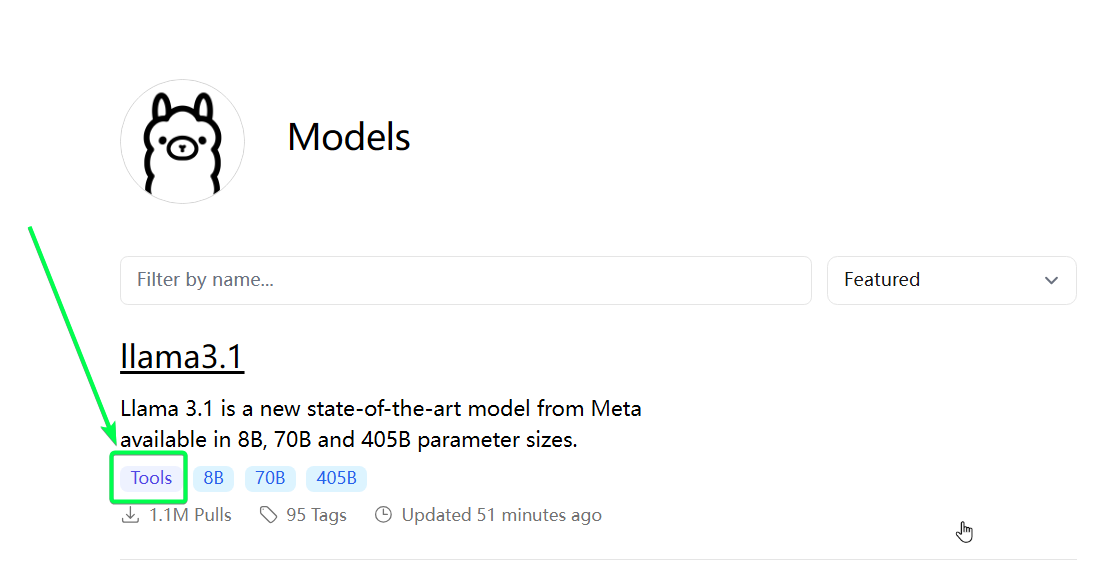 Models
Filter by name...
Featured
llama3.1
Llama 3.1 is a new state-of-the-art model from Meta
available in 8B, 70B and 405B parameter sizes.
Tools 8B 70B 405B
1.1M Pulls 95 Tags Updated 51 minutes ago